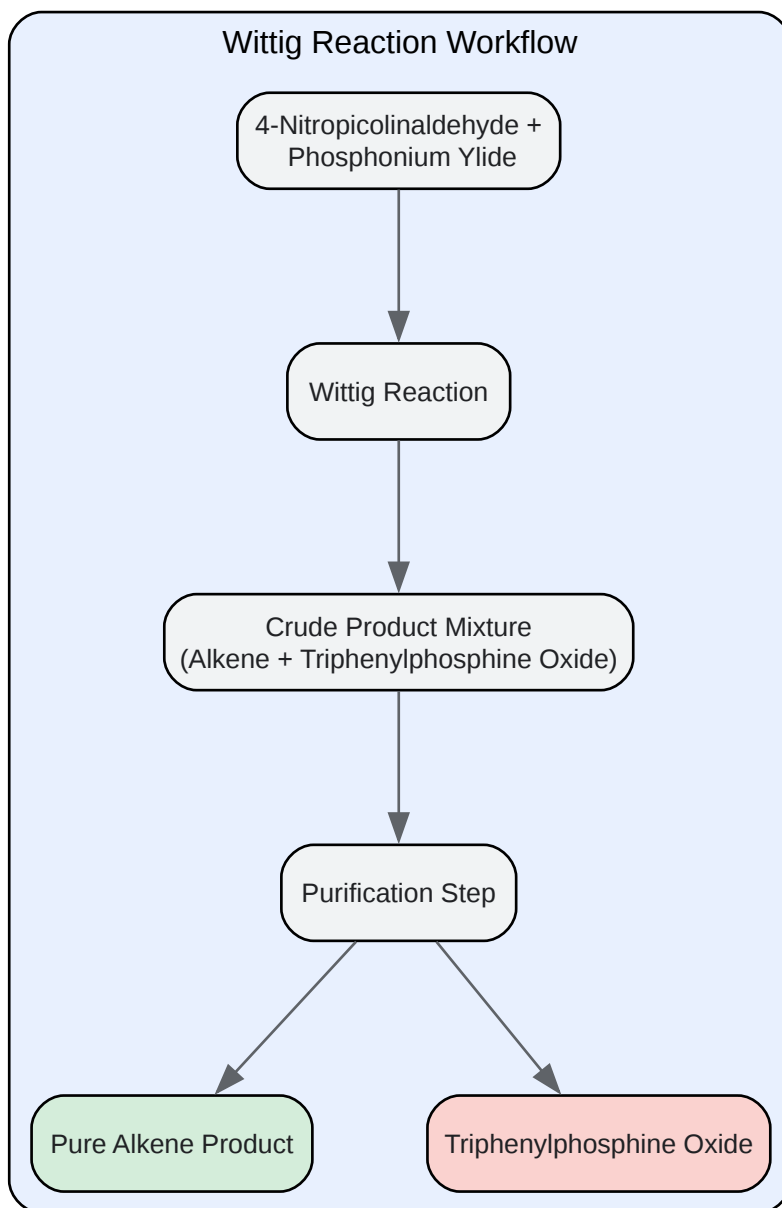 Wittig Reaction Workflow
4-Nitropicolinaldehyde +
Phosphonium Ylide
Wittig Reaction
Crude Product Mixture
(Alkene + Triphenylphosphine Oxide)
Purification Step
Pure Alkene Product
Triphenylphosphine Oxide